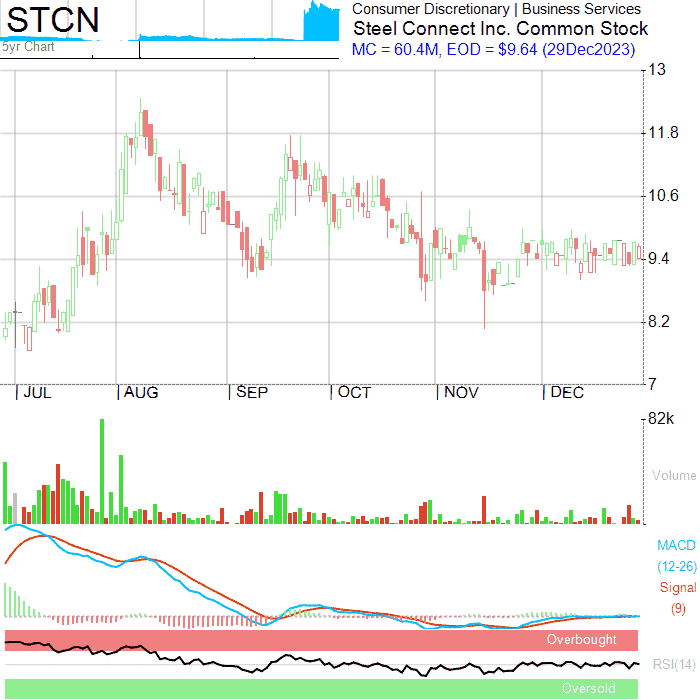 STCN
5yr Chart
Consumer Discretionary | Business Services
Steel Connect Inc. Common Stock
MC = 60.4M, EOD = $9.64 (29Dec2023)
13
11.8
10.6
9.4
8.2
7
JUL AUG SEP OCT NOV DEC
82k
Volume
MACD
(12-26)
Signal
(9)
Overbought
RSI(14)
Oversold